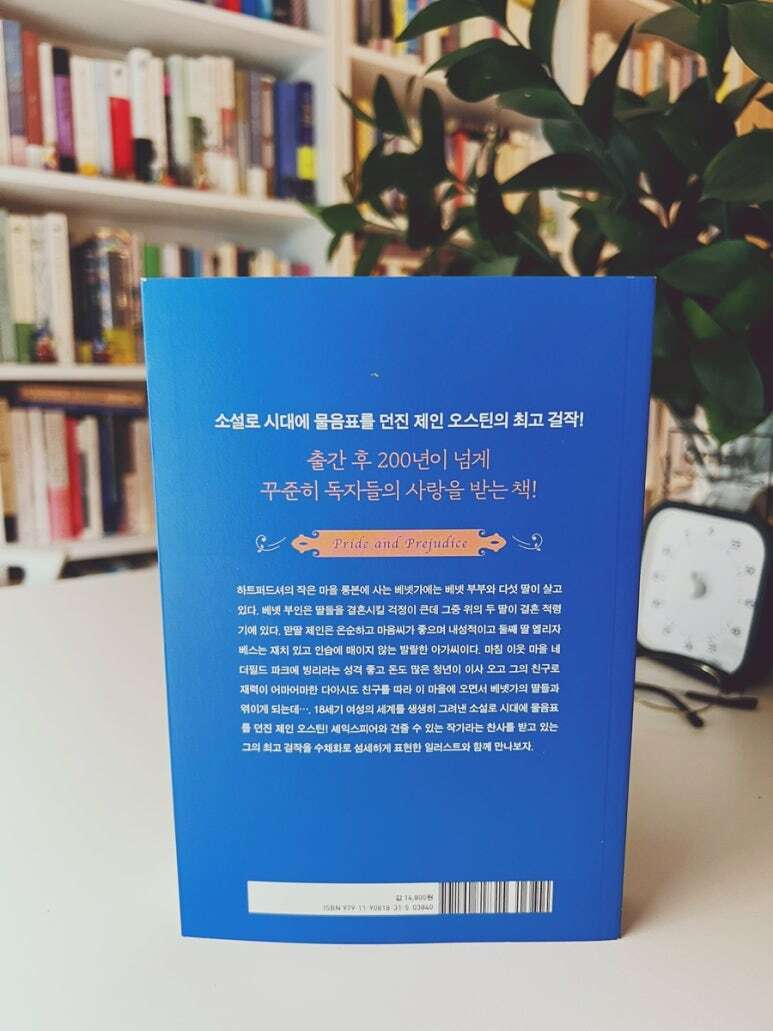 소설로 시대에 물음표를 던진 제인 오스틴의 최고 걸작!
출간 후 200년이 넘게
꾸준히 독자들의 사랑을 받는 책!
Pride and Prejudice
하트퍼드셔의 작은 마을 롱본에 사는 베넷가에는 베넷 부부와 다섯 딸이 살고
있다. 베넷 부인은 딸들을 결혼시킬 걱정이 큰데 그중 위의 두 딸이 결혼 적령
기에 있다. 맏딸 제인은 온순하고 마음씨가 좋으며 내성적이고 둘째 딸 엘리자
베스는 재치 있고 인습에 매이지 않는 발랄한 아가씨이다. 마침 이웃 마을 네
더필드 파크에 빙리라는 성격 좋고 돈도 많은 청년이 이사 오고 그의 친구로
재력이 어마어마한 다아시도 친구를 따라 이 마을에 오면서 베넷가의 딸들과
엮이게 되는데…. 18세기 여성의 세계를 생생히 그려낸 소설로 시대에 물음표
를 던진 제인 오스틴! 셰익스피어와 견줄 수 있는 작가라는 찬사를 받고 있는
그의 최고 걸작을 수채화로 섬세하게 표현한 일러스트와 함께 만나보자.
값 14,800원
ISBN 979-11-90818-31-5 03840